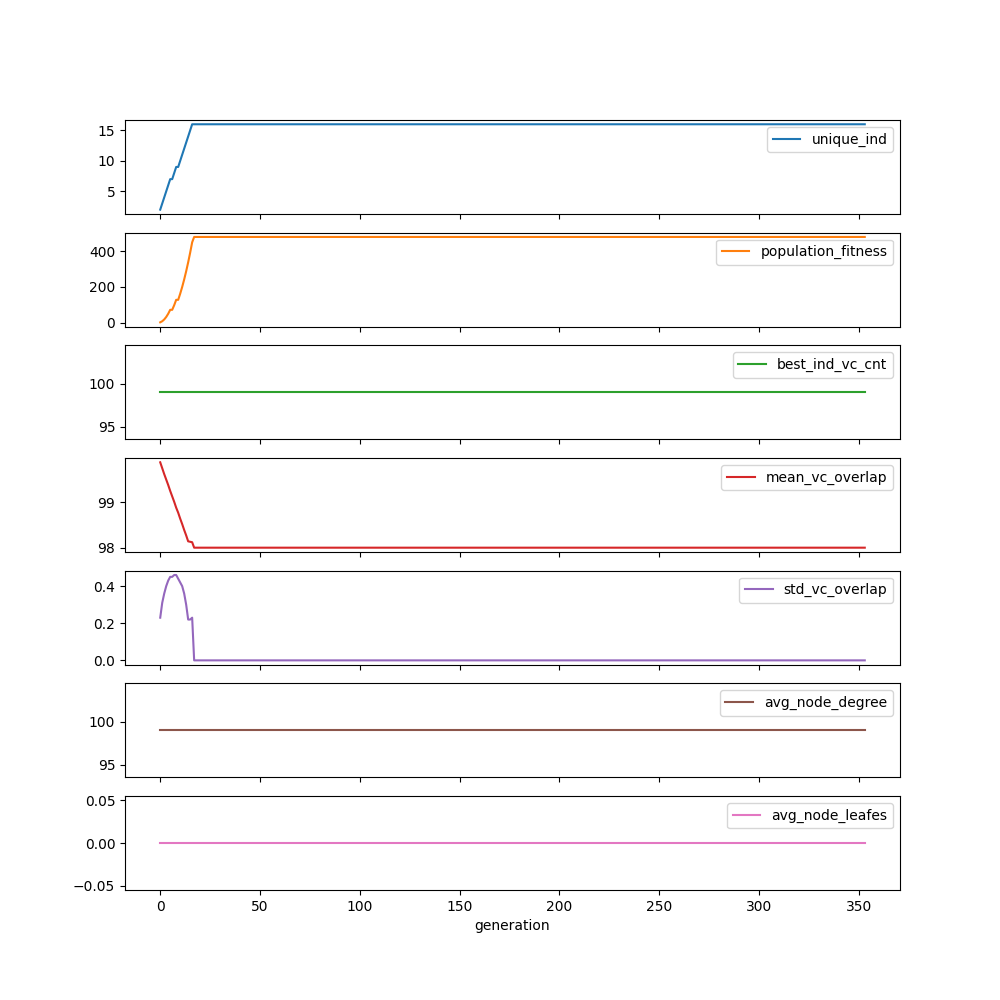 15
10
5
unique_ind
400
200
0
population_fitness
100
95
best_ind_vc_cnt
99
98
mean_vc_overlap
0.4
0.2
0.0
std_vc_overlap
100
95
avg_node_degree
0.05
0.00
−0.05
avg_node_leafes
0 50 100 150 200 250 300 350
generation